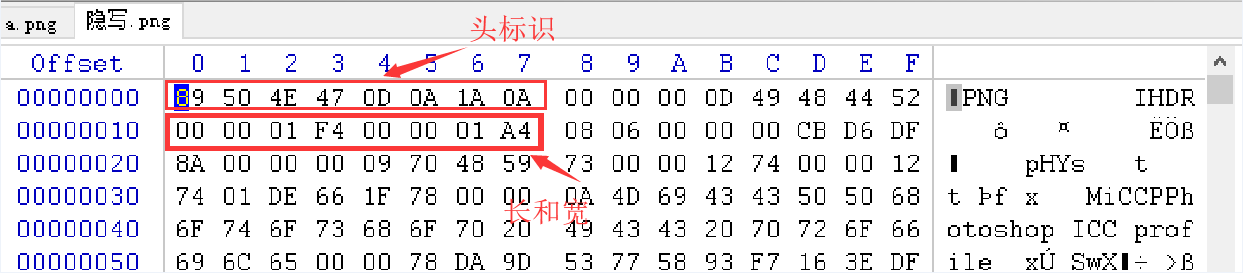 a.png 隐写.png
头标识
Offset 0 1 2 3 4 5 6 7 8 9 A B C D E F
00000000 89 50 4E 47 0D 0A 1A 0A 00 00 00 0D 49 48 44 52 PNG IHDR
00000010 00 00 01 F4 00 00 01 A4 08 06 00 00 00 CB D6 DF ô ¤ ËÖß
00000020 8A 00 00 00 09 70 48 59 73 00 00 12 74 00 00 12 pHYs t
00000030 74 01 DE 66 1F 78 00 00 0A 4D 69 43 43 50 50 68 t Þf x MiCCPPh
长和宽
00000040 6F 74 6F 73 68 6F 70 20 49 43 43 20 70 72 6F 66 otoshop ICC prof
00000050 69 6C 65 00 00 78 DA 9D 53 77 58 93 F7 16 3E DF ile xÚ SwX ÷ >ß